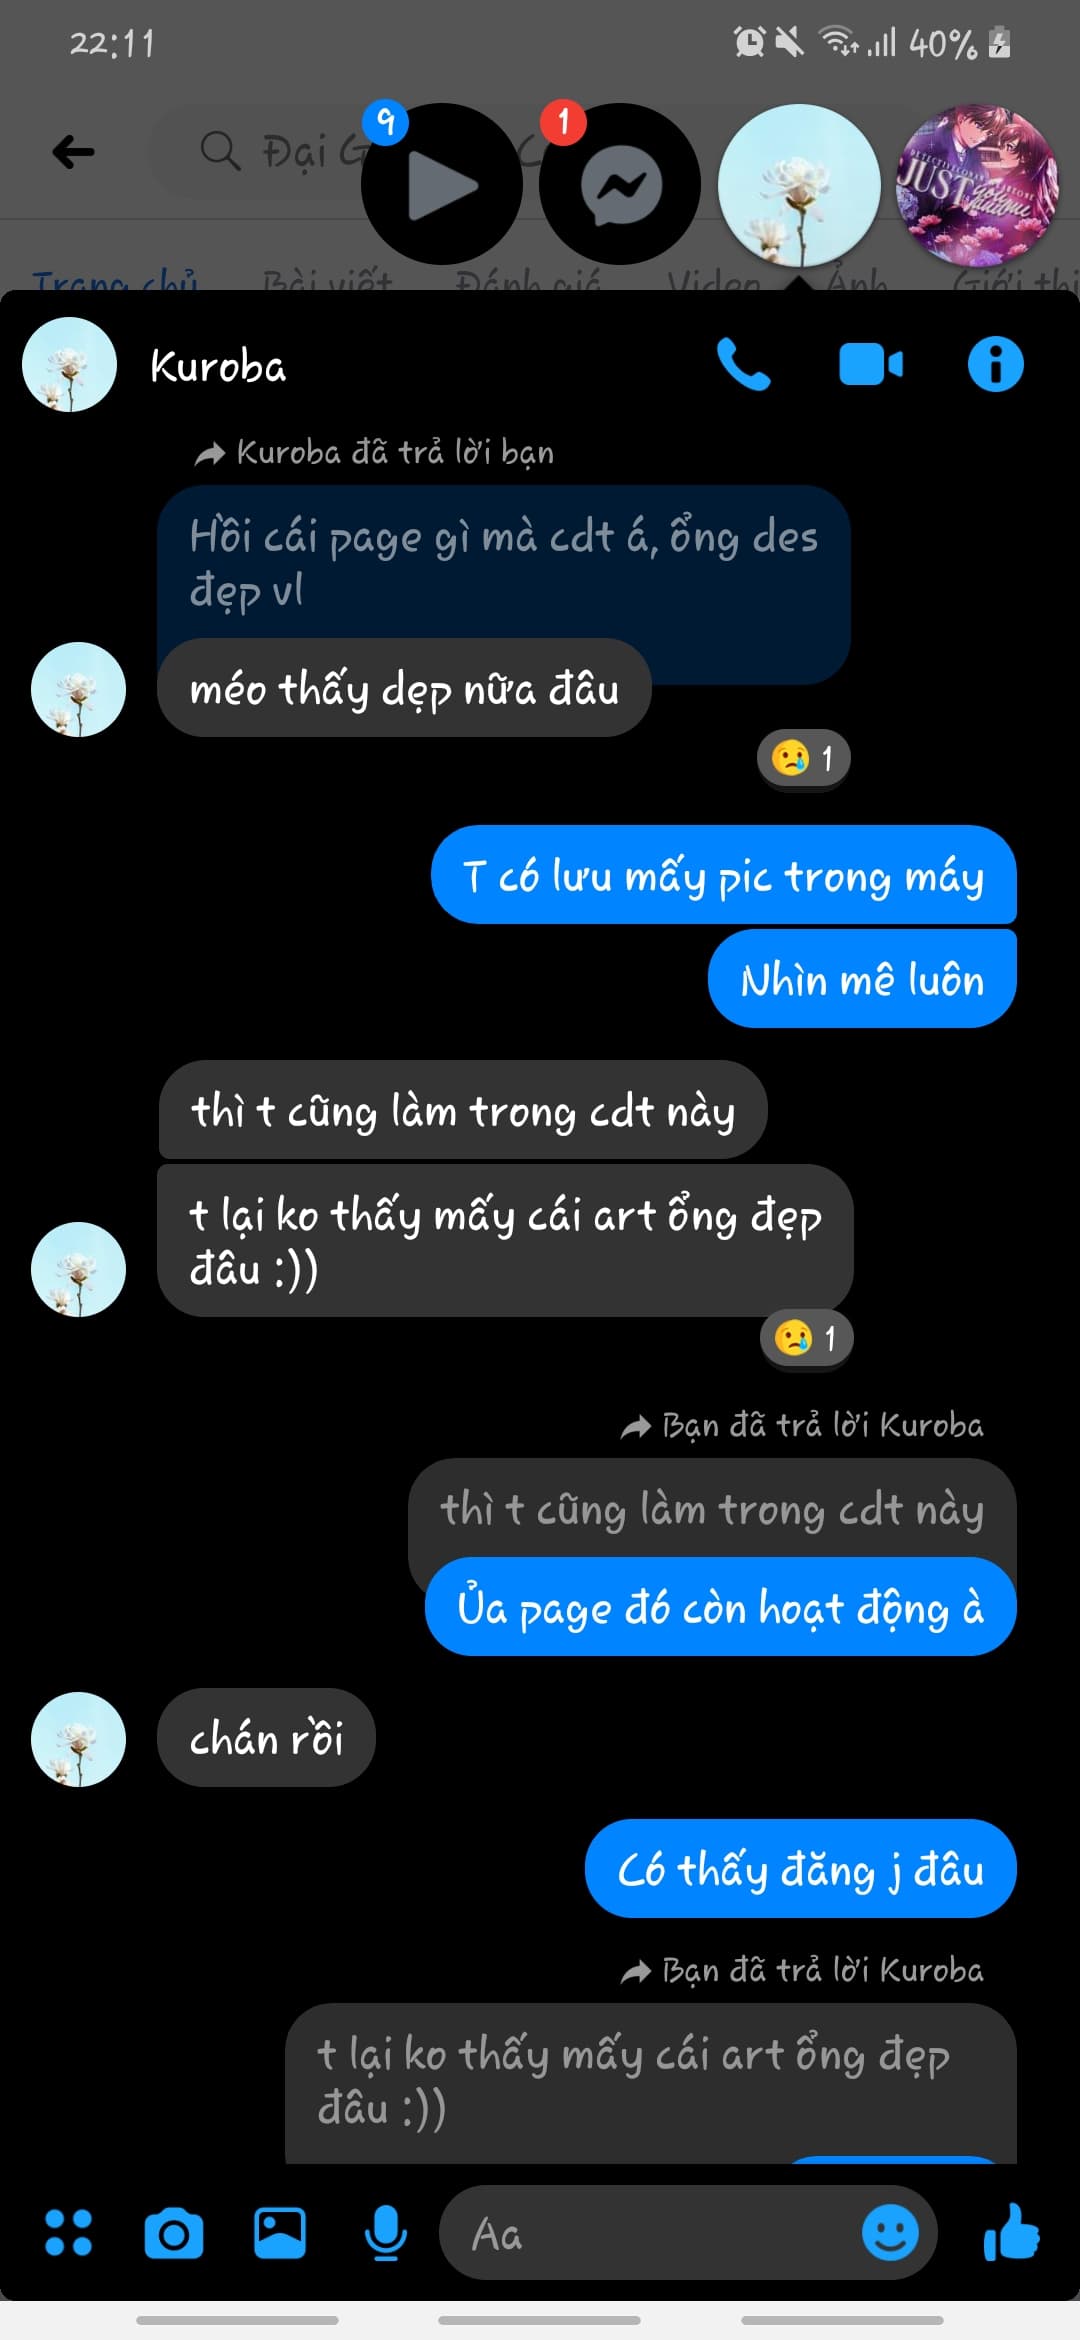 22:11
40%
9
1
Đại G
C
JUST
Trang chủ Bài viết Đánh giá Video Ảnh Giới thi
Kuroba
Kuroba đã trả lời bạn
Hồi cái page gì mà cdt á, ổng des
đẹp vl
méo thấy dẹp nữa đâu
1
T có lưu mấy pic trong máy
Nhìn mê luôn
thì t cũng làm trong cdt này
t lại ko thấy mấy cái art ổng đẹp
đâu :))
1
Bạn đã trả lời Kuroba
thì t cũng làm trong cdt này
Ủa page đó còn hoạt động à
chán rồi
Có thấy đăng j đâu
Bạn đã trả lời Kuroba
t lại ko thấy mấy cái art ổng đẹp
đâu :))
Aa